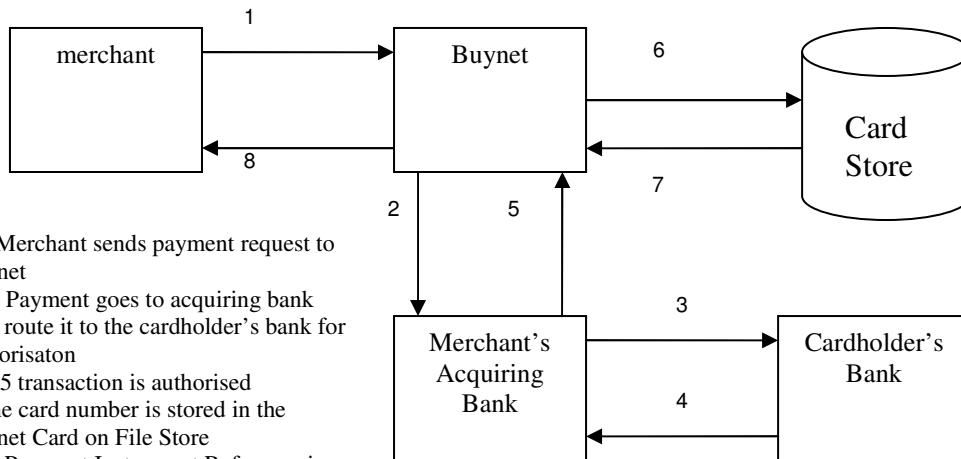 1
merchant
Buynet
6
Card
Store
8
7
2
5
Merchant sends payment request to
net
Payment goes to acquiring bank
route it to the cardholder's bank for
orisaton
5 transaction is authorised
e card number is stored in the
net Card on File Store
3
Merchant's
Acquiring
Bank
Cardholder's
Bank
4